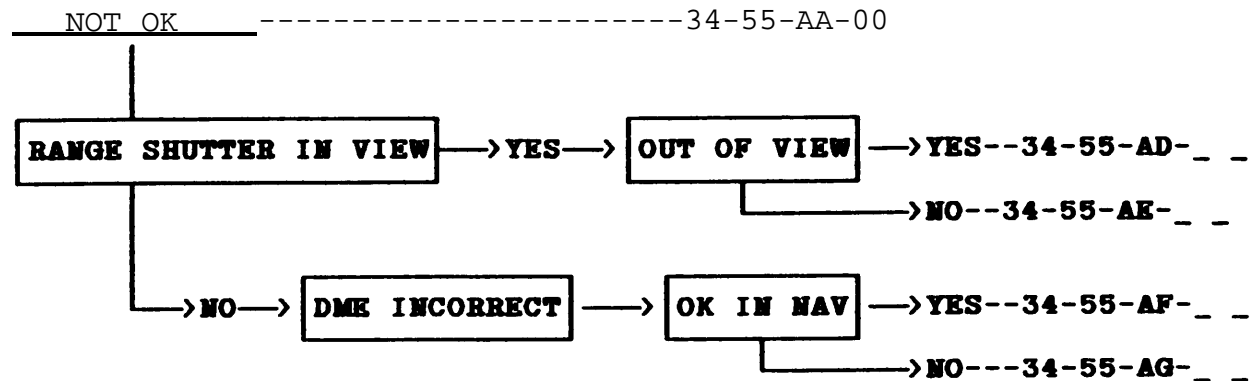 NOT OK -----------------------34-55-AA-00
RANGE SHUTTER IN VIEW YES OUT OF VIEW YES--34-55-AD-_ _
NO--34-55-AE-_ _
NO DME INCORRECT OK IN NAV YES--34-55-AF-_ _
NO---34-55-AG-_ _